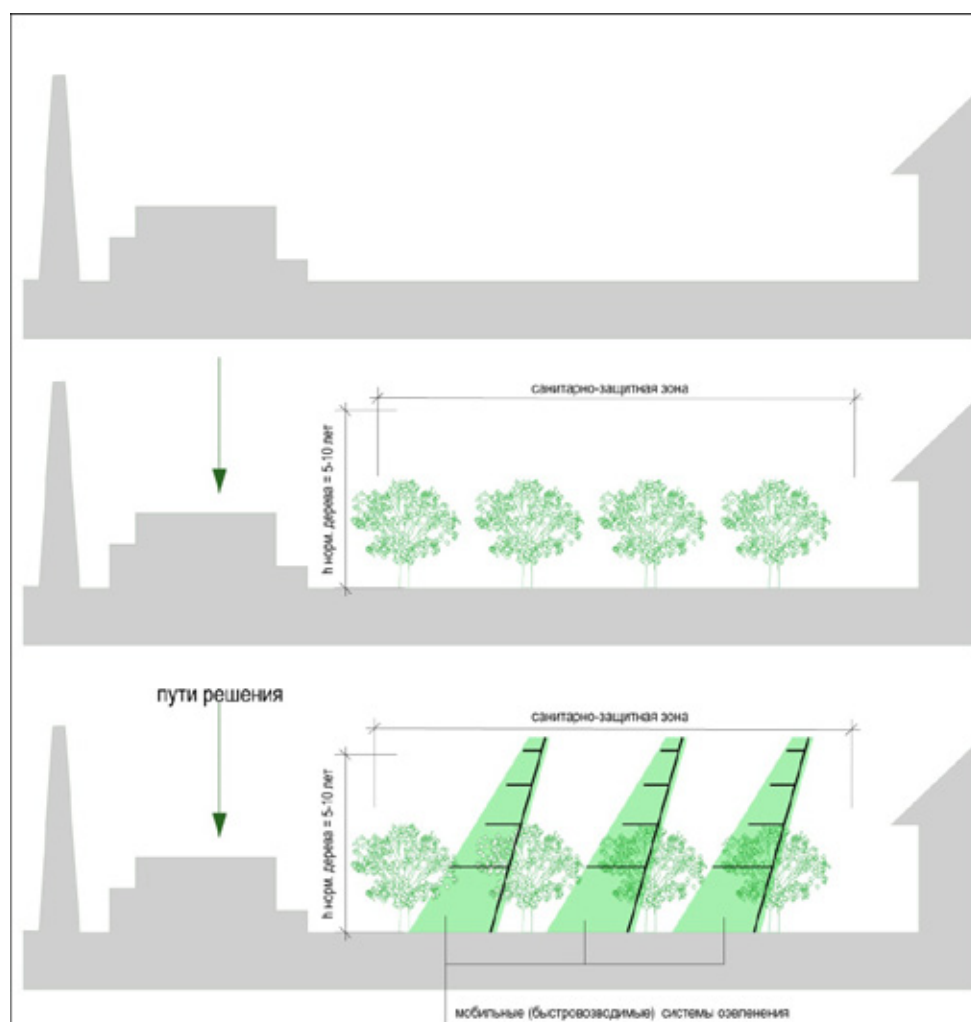 санитарно-защитная зона
h норм. дерева = 5-10 лет
пути решения
санитарно-защитная зона
h норм. дерева = 5-10 лет
мобильные (быстровозводимые) системы озеленения